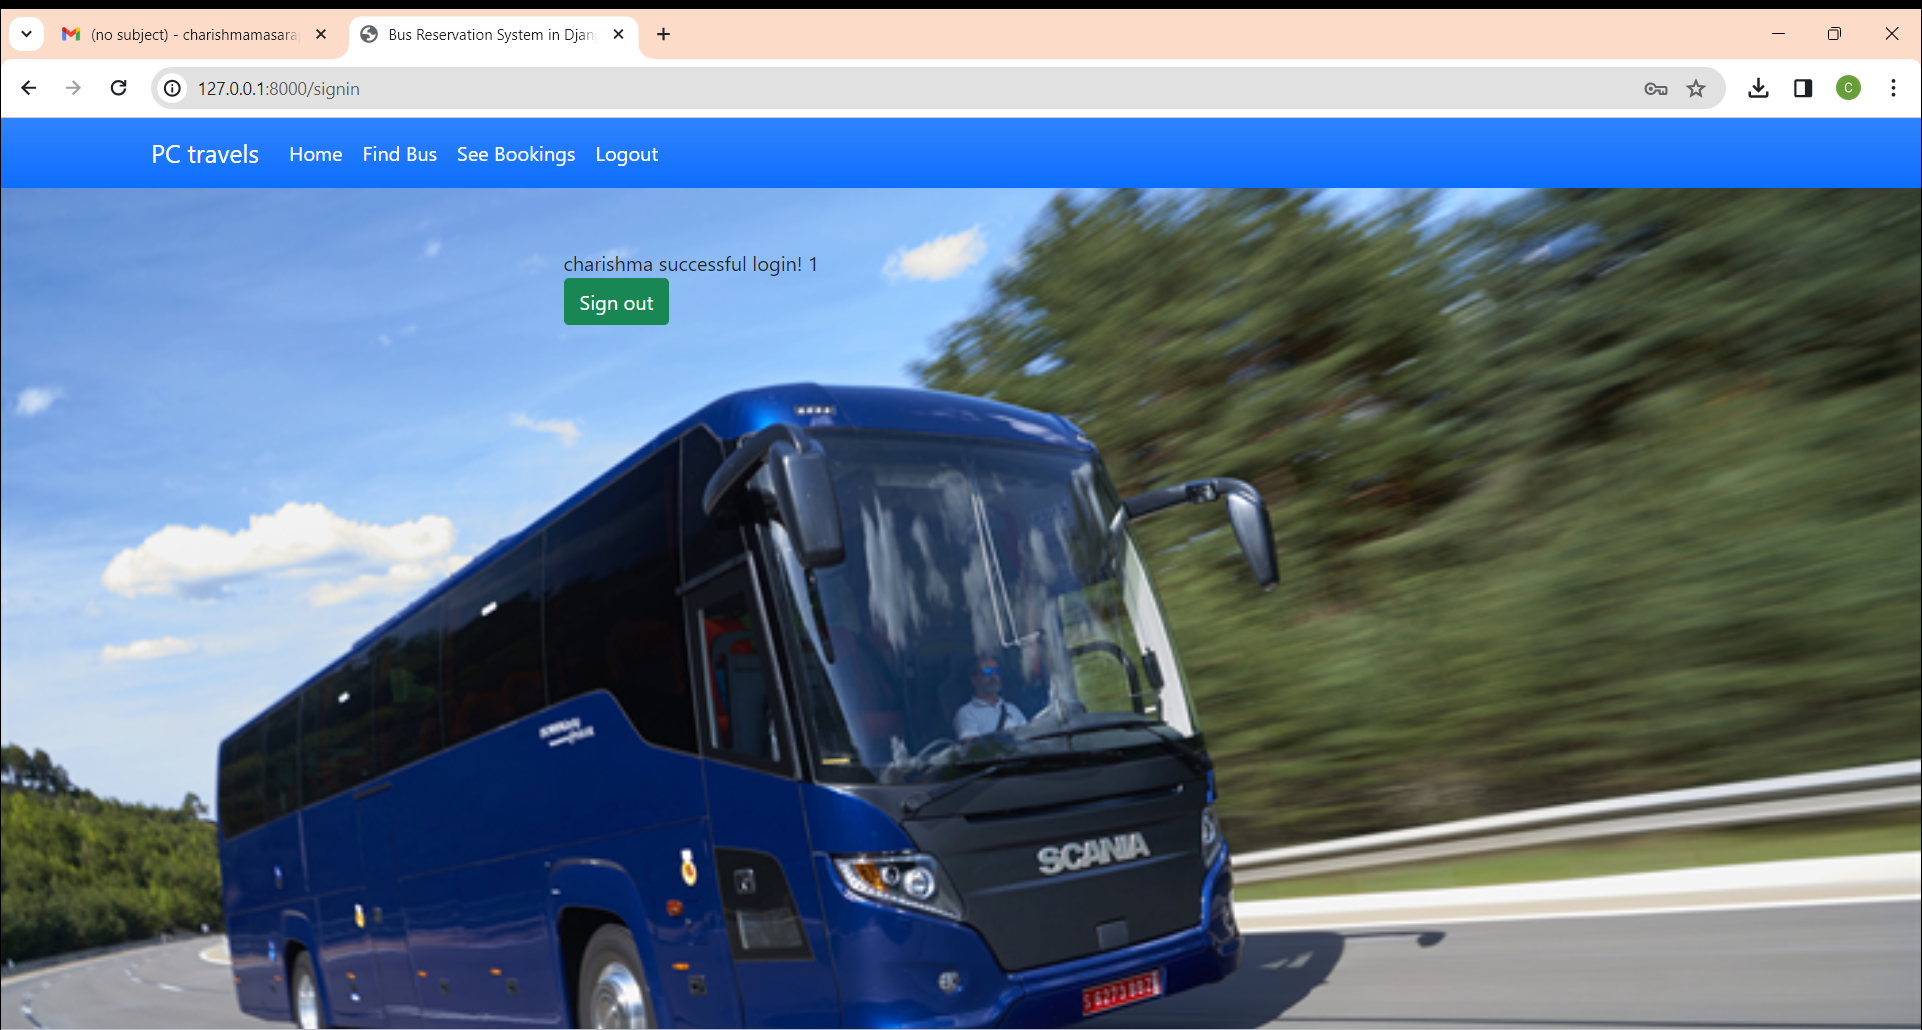 (no subject) - charishmamasara
Bus Reservation System in Djan
127.0.0.1:8000/signin
C
PC travels Home Find Bus See Bookings Logout
charishma successful login! 1
Sign out
SCANIA